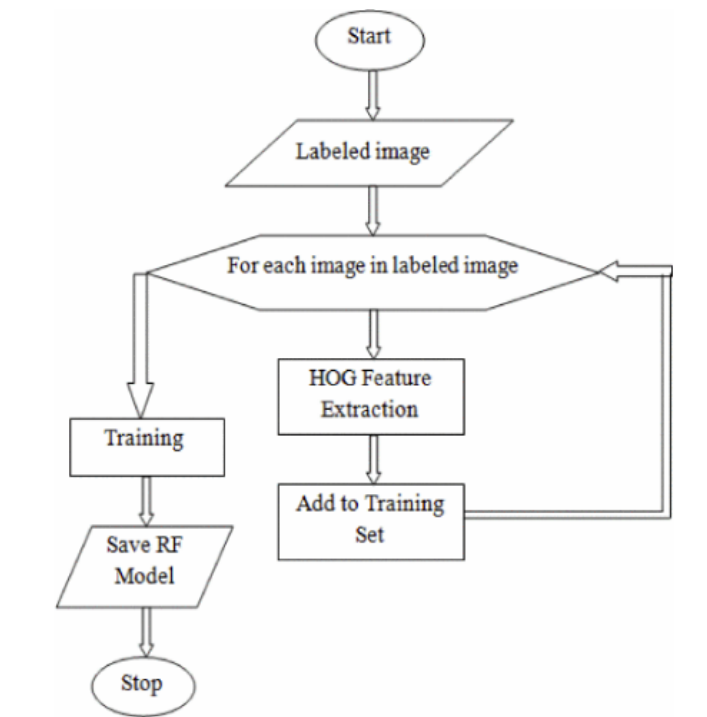 Start
Labeled image
For each image in labeled image
HOG Feature
Extraction
Add to Training
Set
Training
Save RF
Model
Stop